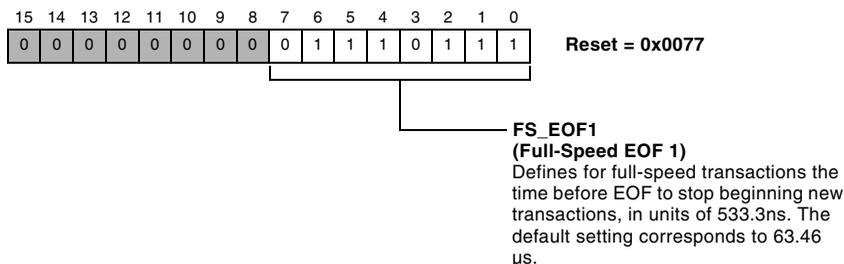 15 14 13 12 11 10 9 8 7 6 5 4 3 2 1 0
0 0 0 0 0 0 0 0 0 1 1 1 0 1 1 1 Reset = 0x0077
FS_EOF1
(Full-Speed EOF 1)
Defines for full-speed transactions the
time before EOF to stop beginning new
transactions, in units of 533.3ns. The
default setting corresponds to 63.46
µs.